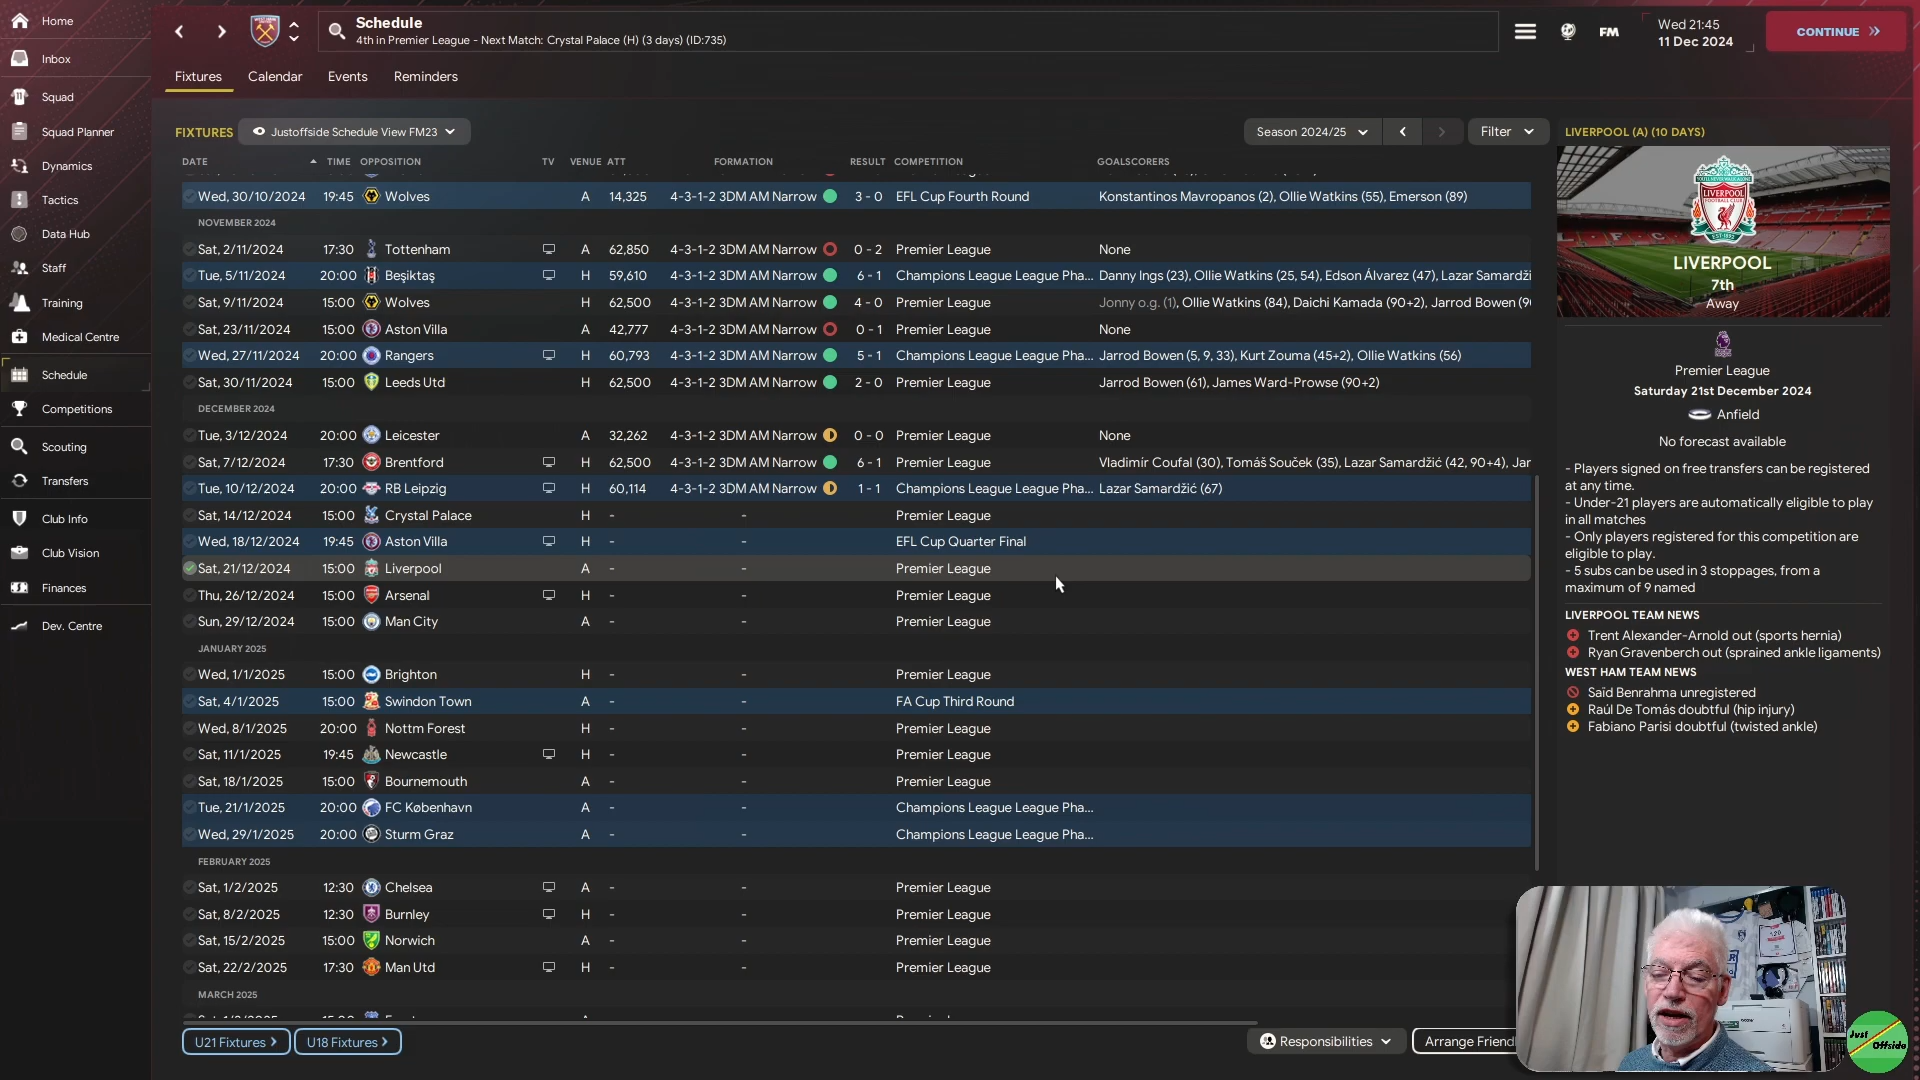 Home
Inbox
Squad
Squad Planner
Dynamics
Tactics
Data Hub
Staff
Training
Medical Centre
Schedule
Competitions
Scouting
Transfers
Club Info
Club Vision
Finances
Dev. Centre
Schedule
4th in Premier League - Next Match: Crystal Palace (H) (3 days) (ID:735)
FM
Wed 21:45
11 Dec 2024
CONTINUE
Fixtures Calendar Events Reminders
FIXTURES Justoffside Schedule View FM23 Season 2024/25 Filter
DATE TIME OPPOSITION TV VENUE ATT FORMATION RESULT COMPETITION GOALSCORERS
Wed, 30/10/2024 19:45 Wolves A 14,325 4-3-1-2 3DM AM Narrow 3 - 0 EFL Cup Fourth Round Konstantinos Mavropanos (2), Ollie Watkins (55), Emerson (89)
NOVEMBER 2024
Sat, 2/11/2024 17:30 Tottenham A 62,850 4-3-1-2 3DM AM Narrow 0 - 2 Premier League None
Tue, 5/11/2024 20:00 Beşiktaş H 59,610 4-3-1-2 3DM AM Narrow 6 - 1 Champions League League Pha... Danny Ings (23), Ollie Watkins (25, 54), Edson Álvarez (47), Lazar Samardži
Sat, 9/11/2024 15:00 Wolves H 62,500 4-3-1-2 3DM AM Narrow 4 - 0 Premier League Jonny o.g. (1), Ollie Watkins (84), Daichi Kamada (90+2), Jarrod Bowen (9
Sat, 23/11/2024 15:00 Aston Villa A 42,777 4-3-1-2 3DM AM Narrow 0 - 1 Premier League None
Wed, 27/11/2024 20:00 Rangers H 60,793 4-3-1-2 3DM AM Narrow 5 - 1 Champions League League Pha... Jarrod Bowen (5, 9, 33), Kurt Zouma (45+2), Ollie Watkins (56)
Sat, 30/11/2024 15:00 Leeds Utd H 62,500 4-3-1-2 3DM AM Narrow 2 - 0 Premier League Jarrod Bowen (61), James Ward-Prowse (90+2)
DECEMBER 2024
Tue, 3/12/2024 20:00 Leicester A 32,262 4-3-1-2 3DM AM Narrow 0 - 0 Premier League None
Sat, 7/12/2024 17:30 Brentford H 62,500 4-3-1-2 3DM AM Narrow 6 - 1 Premier League Vladimír Coufal (30), Tomáš Souček (35), Lazar Samardžić (42, 90+4), Jar
Tue, 10/12/2024 20:00 RB Leipzig H 60,114 4-3-1-2 3DM AM Narrow 1 - 1 Champions League League Pha... Lazar Samardžić (67)
Sat, 14/12/2024 15:00 Crystal Palace H - - Premier League
Wed, 18/12/2024 19:45 Aston Villa H - - EFL Cup Quarter Final
Sat, 21/12/2024 15:00 Liverpool A - - Premier League
Thu, 26/12/2024 15:00 Arsenal H - - Premier League
Sun, 29/12/2024 15:00 Man City A - - Premier League
JANUARY 2025
Wed, 1/1/2025 15:00 Brighton H - - Premier League
Sat, 4/1/2025 15:00 Swindon Town A - - FA Cup Third Round
Wed, 8/1/2025 20:00 Nottm Forest H - - Premier League
Sat, 11/1/2025 19:45 Newcastle H - - Premier League
Sat, 18/1/2025 15:00 Bournemouth A - - Premier League
Tue, 21/1/2025 20:00 FC København A - - Champions League League Pha...
Wed, 29/1/2025 20:00 Sturm Graz A - - Champions League League Pha...
FEBRUARY 2025
Sat, 1/2/2025 12:30 Chelsea A - - Premier League
Sat, 8/2/2025 12:30 Burnley H - - Premier League
Sat, 15/2/2025 15:00 Norwich A - - Premier League
Sat, 22/2/2025 17:30 Man Utd H - - Premier League
MARCH 2025
U21 Fixtures U18 Fixtures Responsibilities Arrange Friend
LIVERPOOL (A) (10 DAYS)
LIVERPOOL
7th
Away
Premier League
Saturday 21st December 2024
Anfield
No forecast available
- Players signed on free transfers can be registered
at any time.
- Under-21 players are automatically eligible to play
in all matches
- Only players registered for this competition are
eligible to play.
- 5 subs can be used in 3 stoppages, from a
maximum of 9 named
LIVERPOOL TEAM NEWS
Trent Alexander-Arnold out (sports hernia)
Ryan Gravenberch out (sprained ankle ligaments)
WEST HAM TEAM NEWS
Saïd Benrahma unregistered
Raúl De Tomás doubtful (hip injury)
Fabiano Parisi doubtful (twisted ankle)
Just
Offside